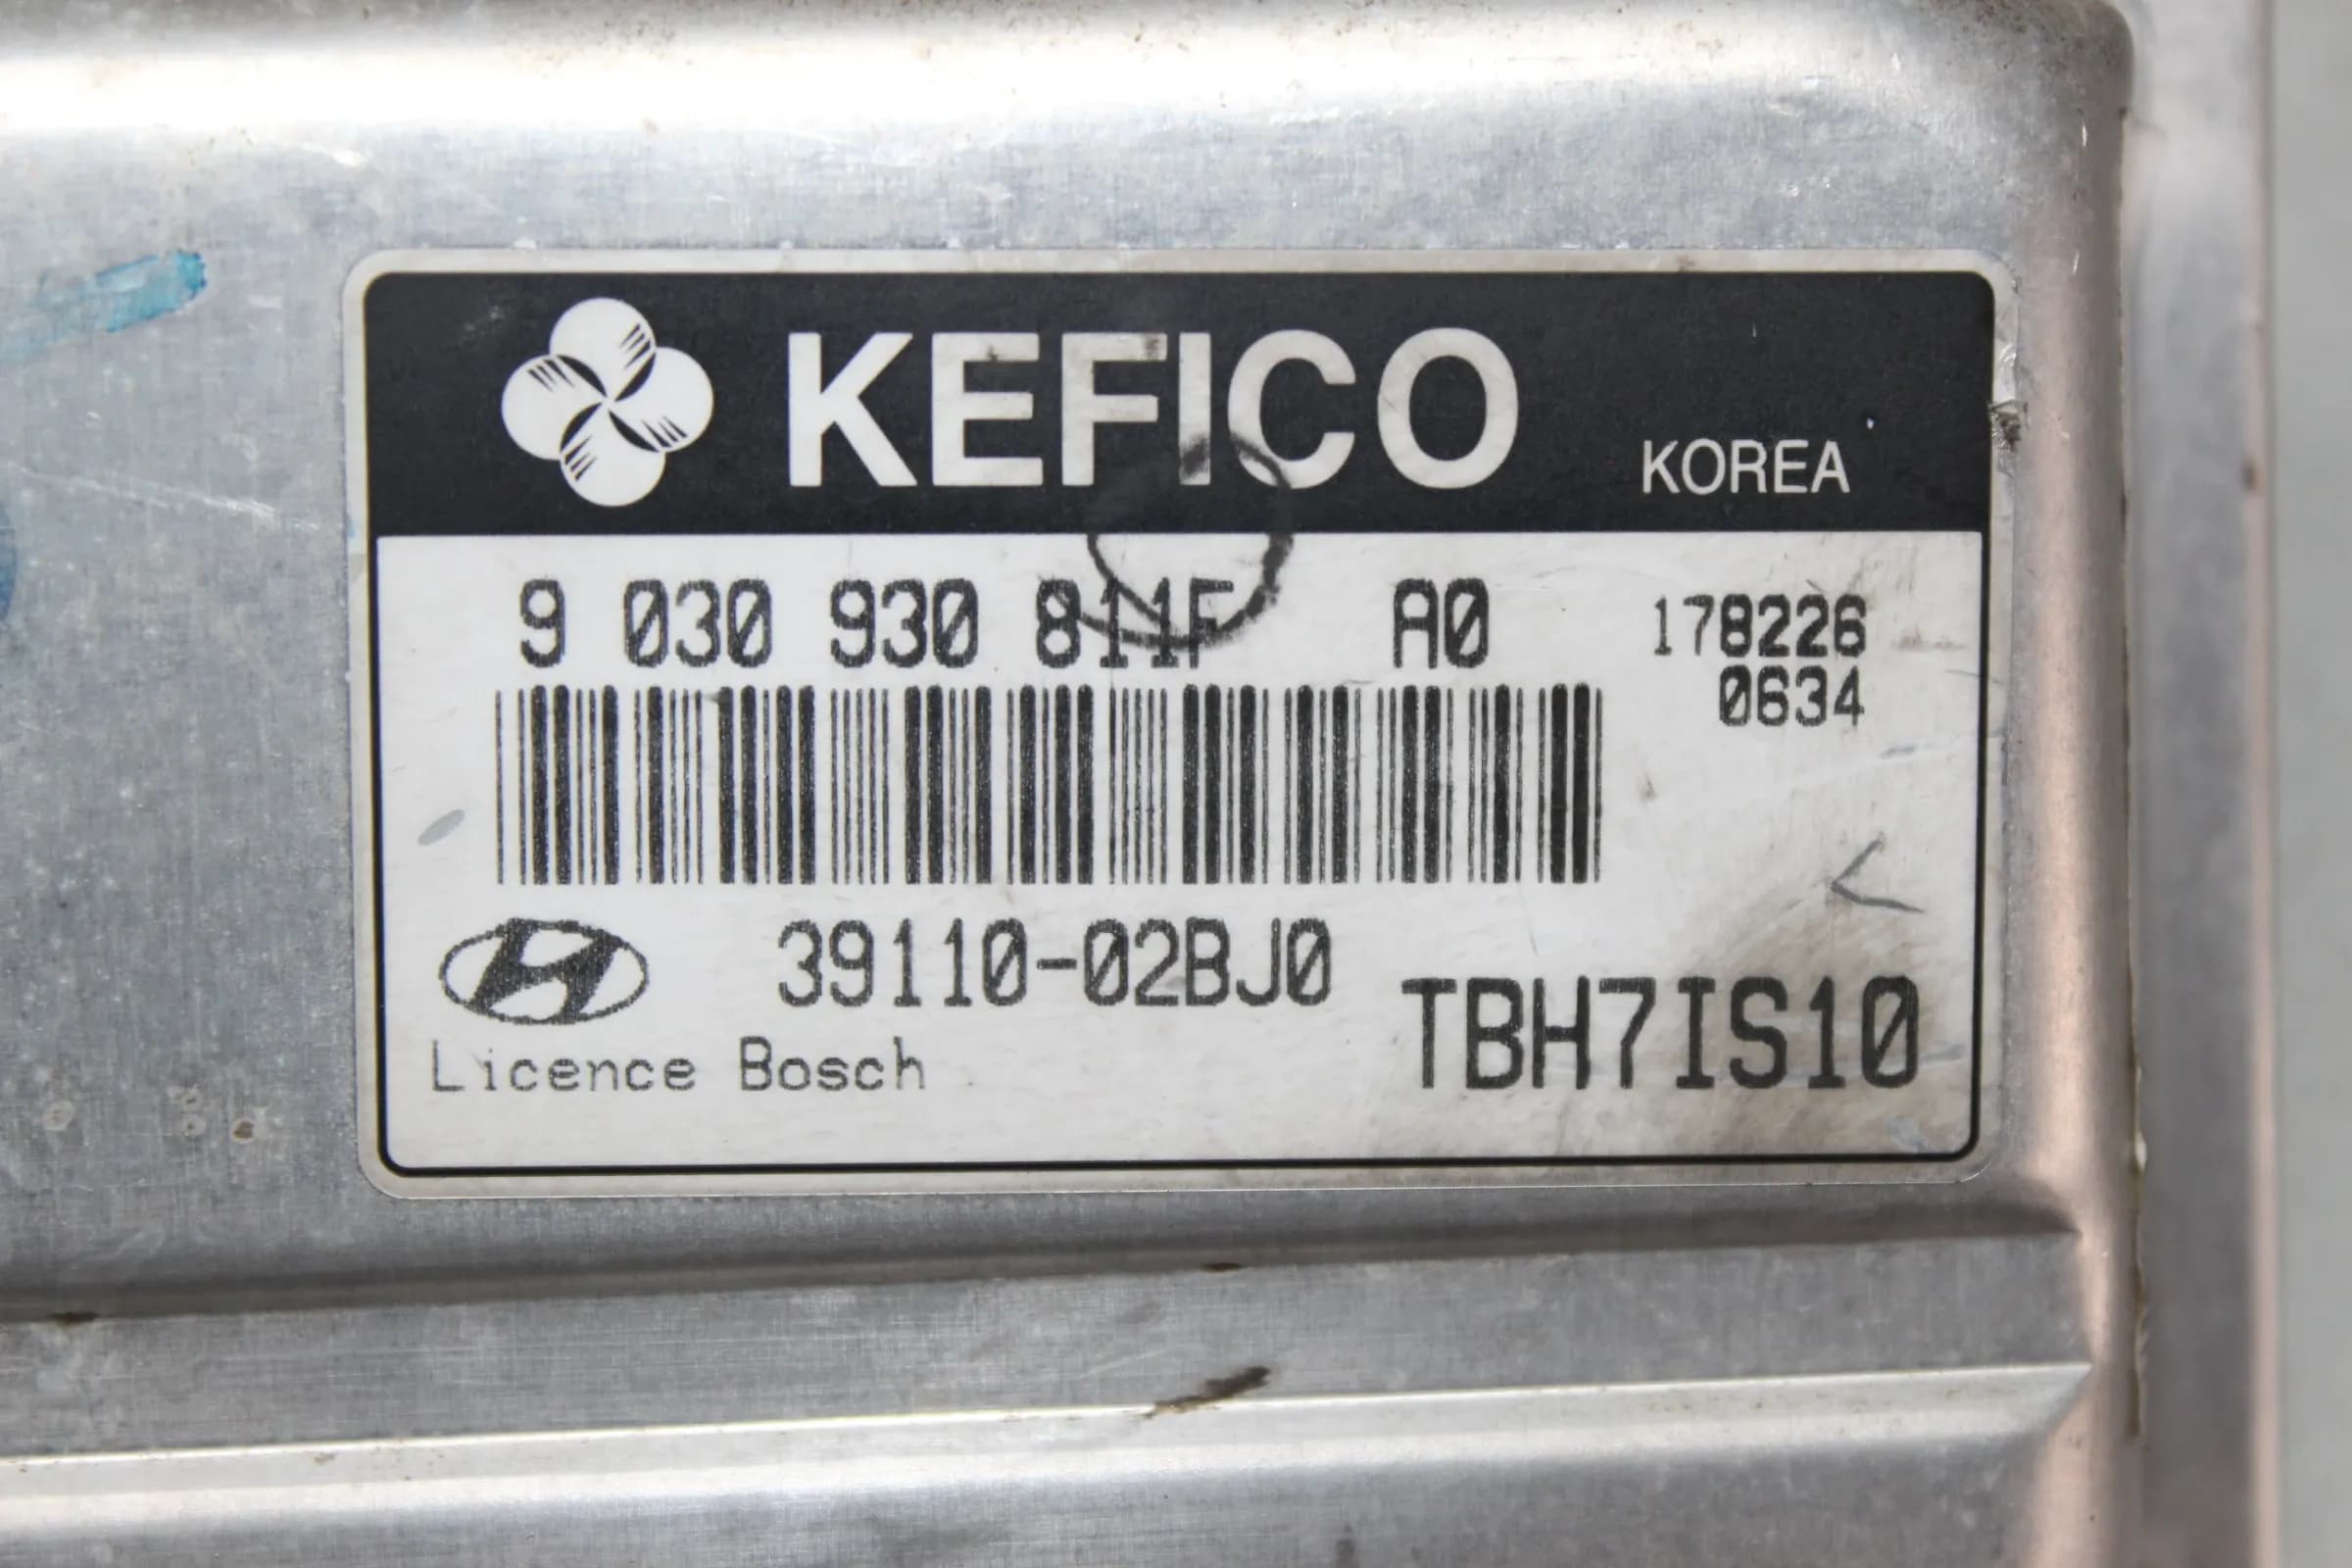 KEFICO KOREA
9 030 930 811F A0 178226
0634
39110-02BJ0
TBH7IS10
Licence Bosch